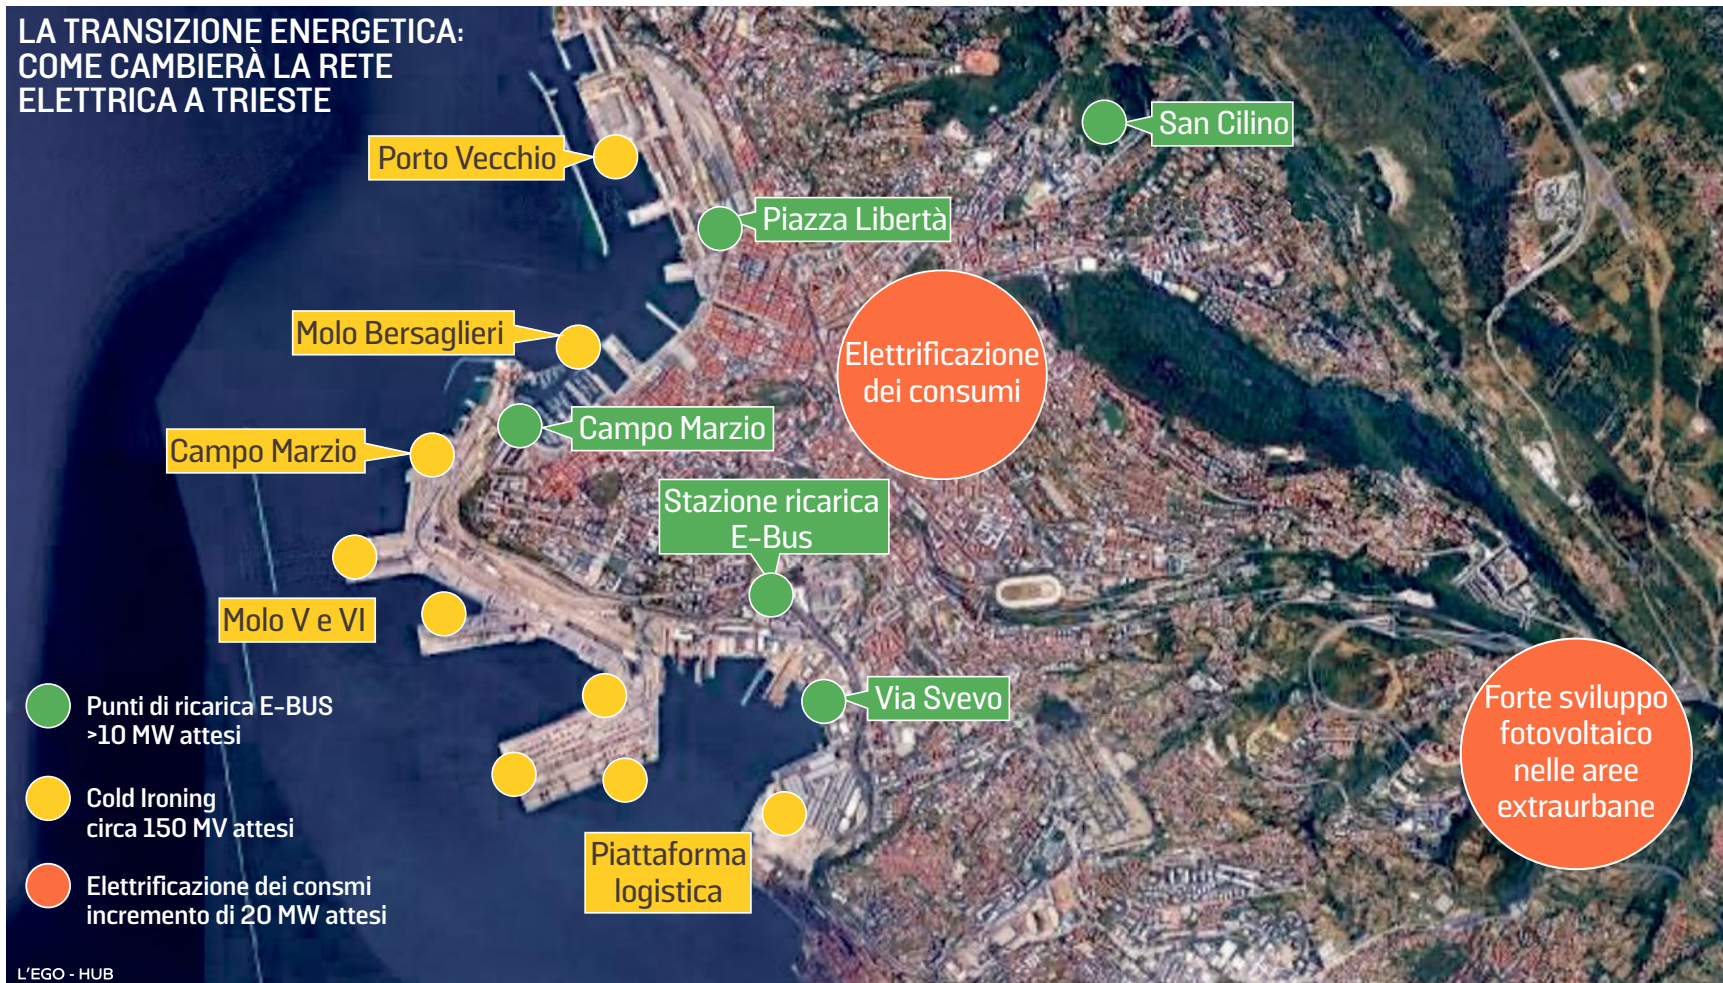 LA TRANSIZIONE ENERGETICA:
COME CAMBIERÀ LA RETE
ELETTRICA A TRIESTE
San Cilino
Porto Vecchio
Piazza Libertà
Molo Bersaglieri
Elettrificazione
dei consumi
Campo Marzio
Campo Marzio
Stazione ricarica
E-Bus
Molo V e VI
Via Svevo
Forte sviluppo
fotovoltaico
nelle aree
extraurbane
Piattaforma
logistica
Punti di ricarica E-BUS
>10 MW attesi
Cold Ironing
circa 150 MV attesi
Elettrificazione dei consmi
incremento di 20 MW attesi
L'EGO - HUB